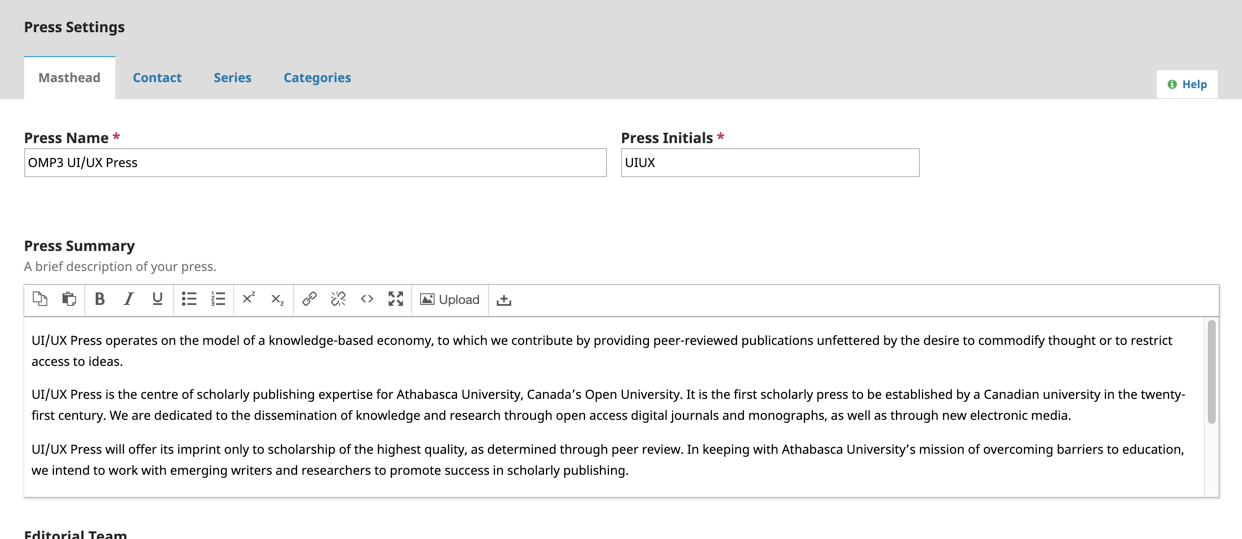 Press Settings
Masthead Contact Series Categories
Help
Press Name * Press Initials *
OMP3 UI/UX Press UIUX
Press Summary
A brief description of your press.
B I U x² x₂ <> Upload
UI/UX Press operates on the model of a knowledge-based economy, to which we contribute by providing peer-reviewed publications unfettered by the desire to commodify thought or to restrict
access to ideas.
UI/UX Press is the centre of scholarly publishing expertise for Athabasca University, Canada’s Open University. It is the first scholarly press to be established by a Canadian university in the twenty-
first century. We are dedicated to the dissemination of knowledge and research through open access digital journals and monographs, as well as through new electronic media.
UI/UX Press will offer its imprint only to scholarship of the highest quality, as determined through peer review. In keeping with Athabasca University’s mission of overcoming barriers to education,
we intend to work with emerging writers and researchers to promote success in scholarly publishing.
Editorial Team